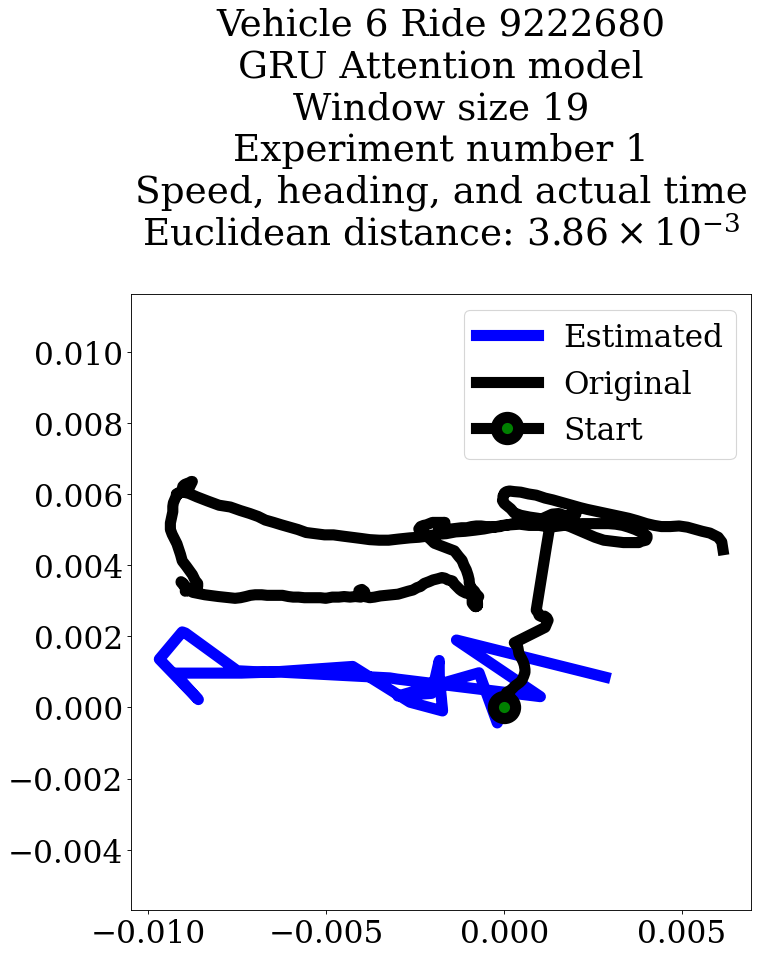 Vehicle 6 Ride 9222680
GRU Attention model
Window size 19
Experiment number 1
Speed, heading, and actual time
Euclidean distance: 3.86 × 10⁻³
Estimated
Original
Start
0.010
0.008
0.006
0.004
0.002
0.000
−0.002
−0.004
−0.010
−0.005
0.000
0.005